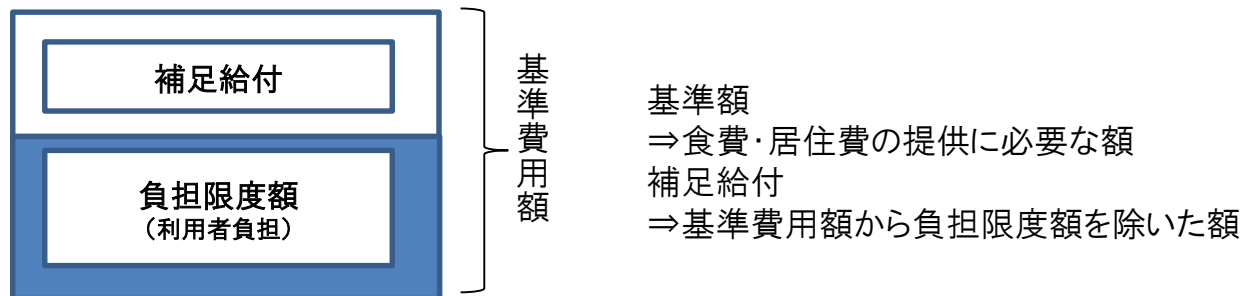 補足給付
負担限度額
（利用者負担）
基準費用額
基準額
⇒食費･居住費の提供に必要な額
補足給付
⇒基準費用額から負担限度額を除いた額